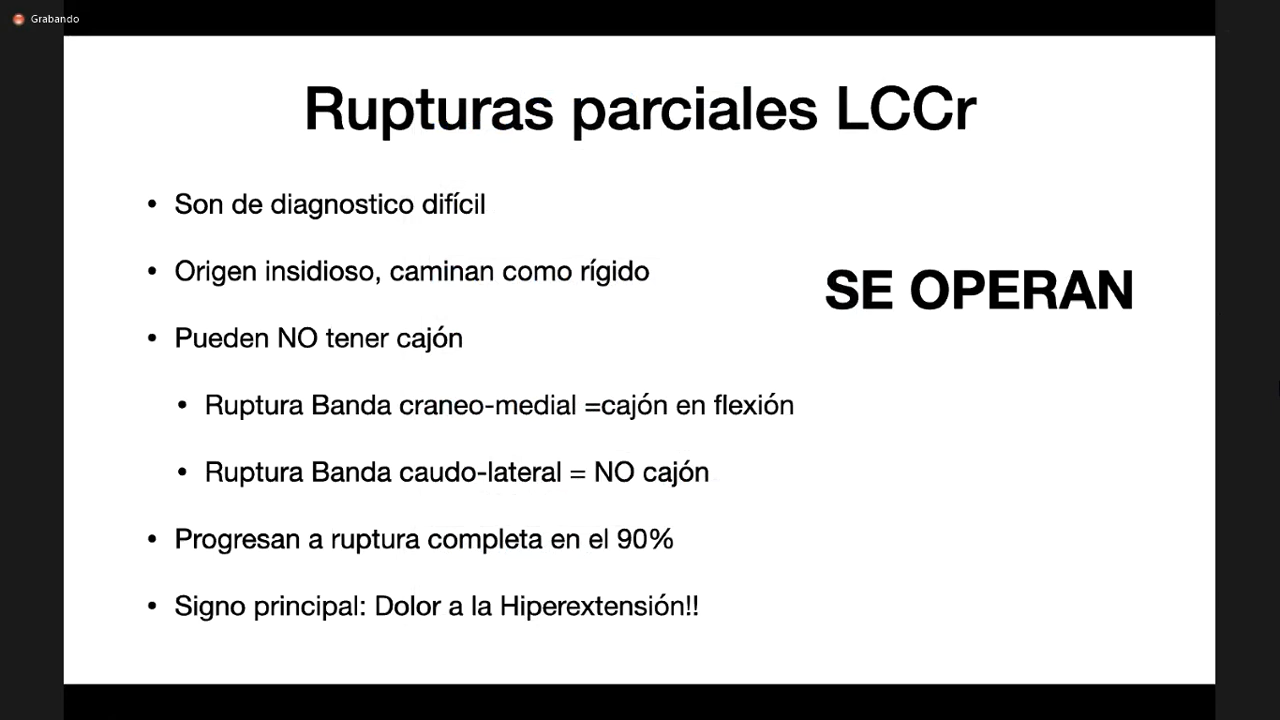 Grabando
Rupturas parciales LCCr
• Son de diagnostico difícil
• Origen insidioso, caminan como rígido
SE OPERAN
• Pueden NO tener cajón
• Ruptura Banda craneo-medial =cajón en flexión
• Ruptura Banda caudo-lateral = NO cajón
• Progresan a ruptura completa en el 90%
• Signo principal: Dolor a la Hiperextensión!!